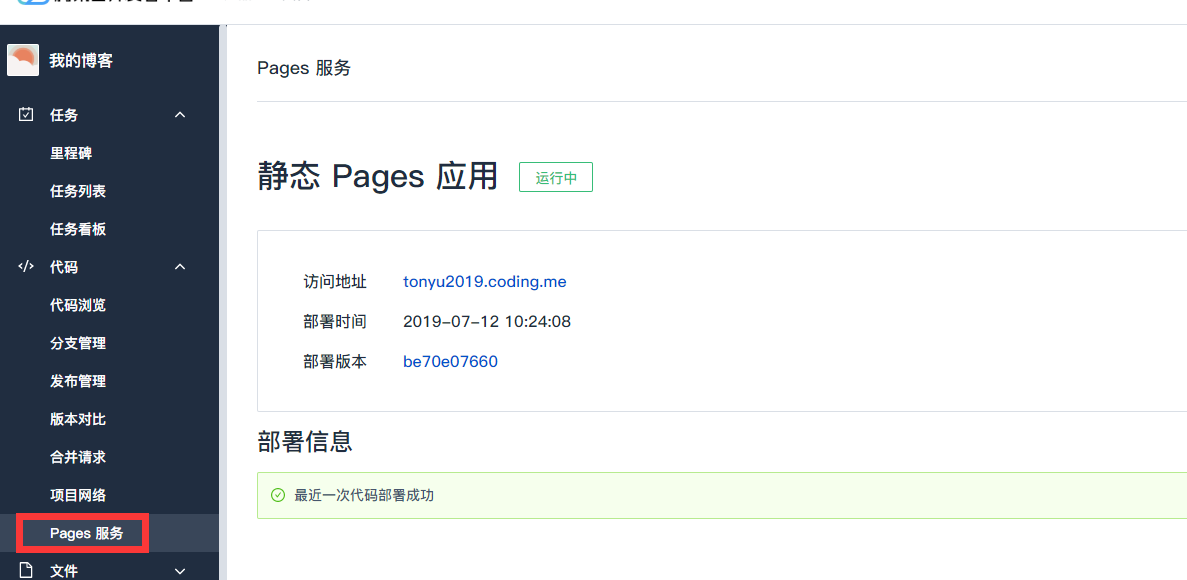 我的博客
Pages 服务
任务
里程碑
任务列表
任务看板
代码
代码浏览
分支管理
发布管理
版本对比
合并请求
项目网络
Pages 服务
文件
静态 Pages 应用
运行中
访问地址 tonyu2019.coding.me
部署时间 2019-07-12 10:24:08
部署版本 be70e07660
部署信息
最近一次代码部署成功